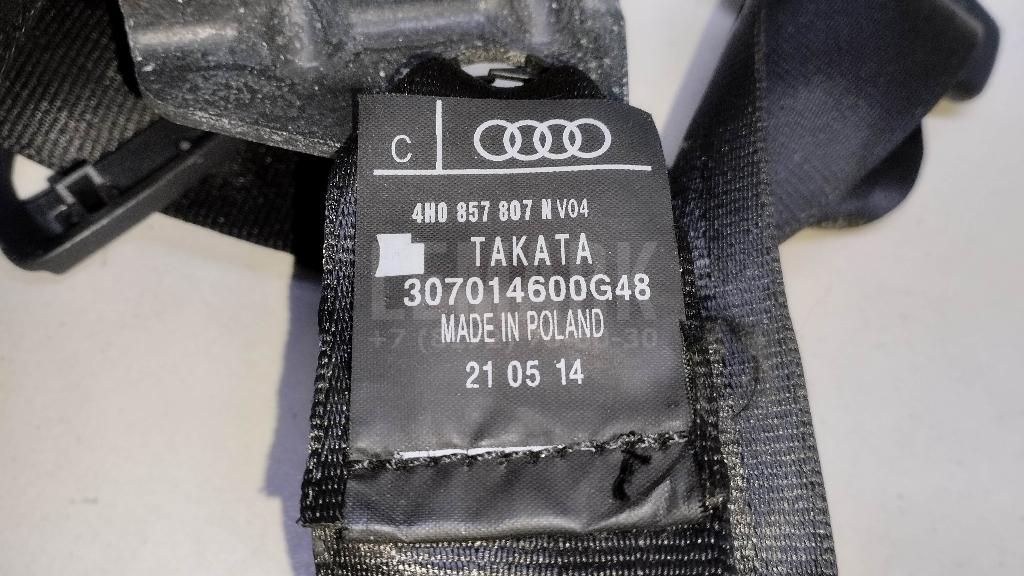 C
4H0 857 807 N V04
TAKATA
307014600G48
MADE IN POLAND
21 05 14